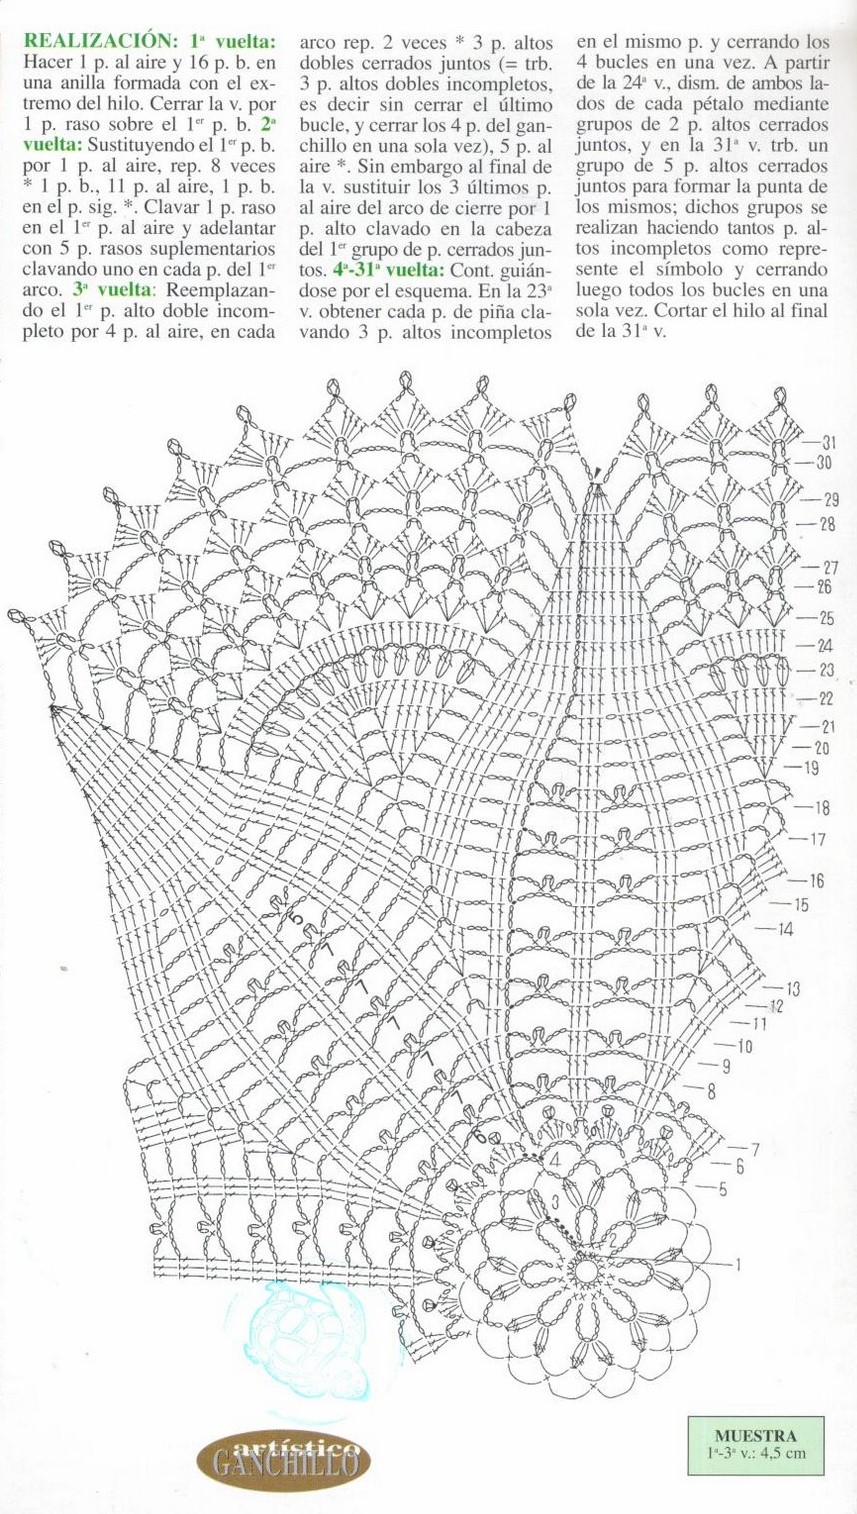 REALIZACIÓN: 1ª vuelta:
Hacer 1 p. al aire y 16 p. b. en
una anilla formada con el ex-
tremo del hilo. Cerrar la v. por
1 p. raso sobre el 1er p. b. 2ª
vuelta: Sustituyendo el 1er p. b.
por 1 p. al aire, rep. 8 veces
* 1 p. b., 11 p. al aire, 1 p. b.
en el p. sig. *. Clavar 1 p. raso
en el 1er p. al aire y adelantar
con 5 p. rasos suplementarios
clavando uno en cada p. del 1er
arco. 3ª vuelta: Reemplazan-
do el 1er p. alto doble incom-
pleto por 4 p. al aire, en cada
arco rep. 2 veces * 3 p. altos
dobles cerrados juntos (= trb.
3 p. altos dobles incompletos,
es decir sin cerrar el último
bucle, y cerrar los 4 p. del gan-
chillo en una sola vez), 5 p. al
aire *. Sin embargo al final de
la v. sustituir los 3 últimos p.
al aire del arco de cierre por 1
p. alto clavado en la cabeza
del 1er grupo de p. cerrados jun-
tos. 4ª-31ª vuelta: Cont. guián-
dose por el esquema. En la 23ª
v. obtener cada p. de piña cla-
vando 3 p. altos incompletos
en el mismo p. y cerrando los
4 bucles en una vez. A partir
de la 24ª v., dism. de ambos la-
dos de cada pétalo mediante
grupos de 2 p. altos cerrados
juntos, y en la 31ª v. trb. un
grupo de 5 p. altos cerrados
juntos para formar la punta de
los mismos; dichos grupos se
realizan haciendo tantos p. al-
tos incompletos como repre-
sente el símbolo y cerrando
luego todos los bucles en una
sola vez. Cortar el hilo al final
de la 31ª v.
31
30
29
28
27
26
25
24
23
22
21
20
19
18
17
16
15
14
13
12
11
10
9
8
7
6
5
4
3
2
1
5
7
7
7
7
7
7
6
artístico
GANCHILLO
MUESTRA
1ª-3ª v.: 4,5 cm